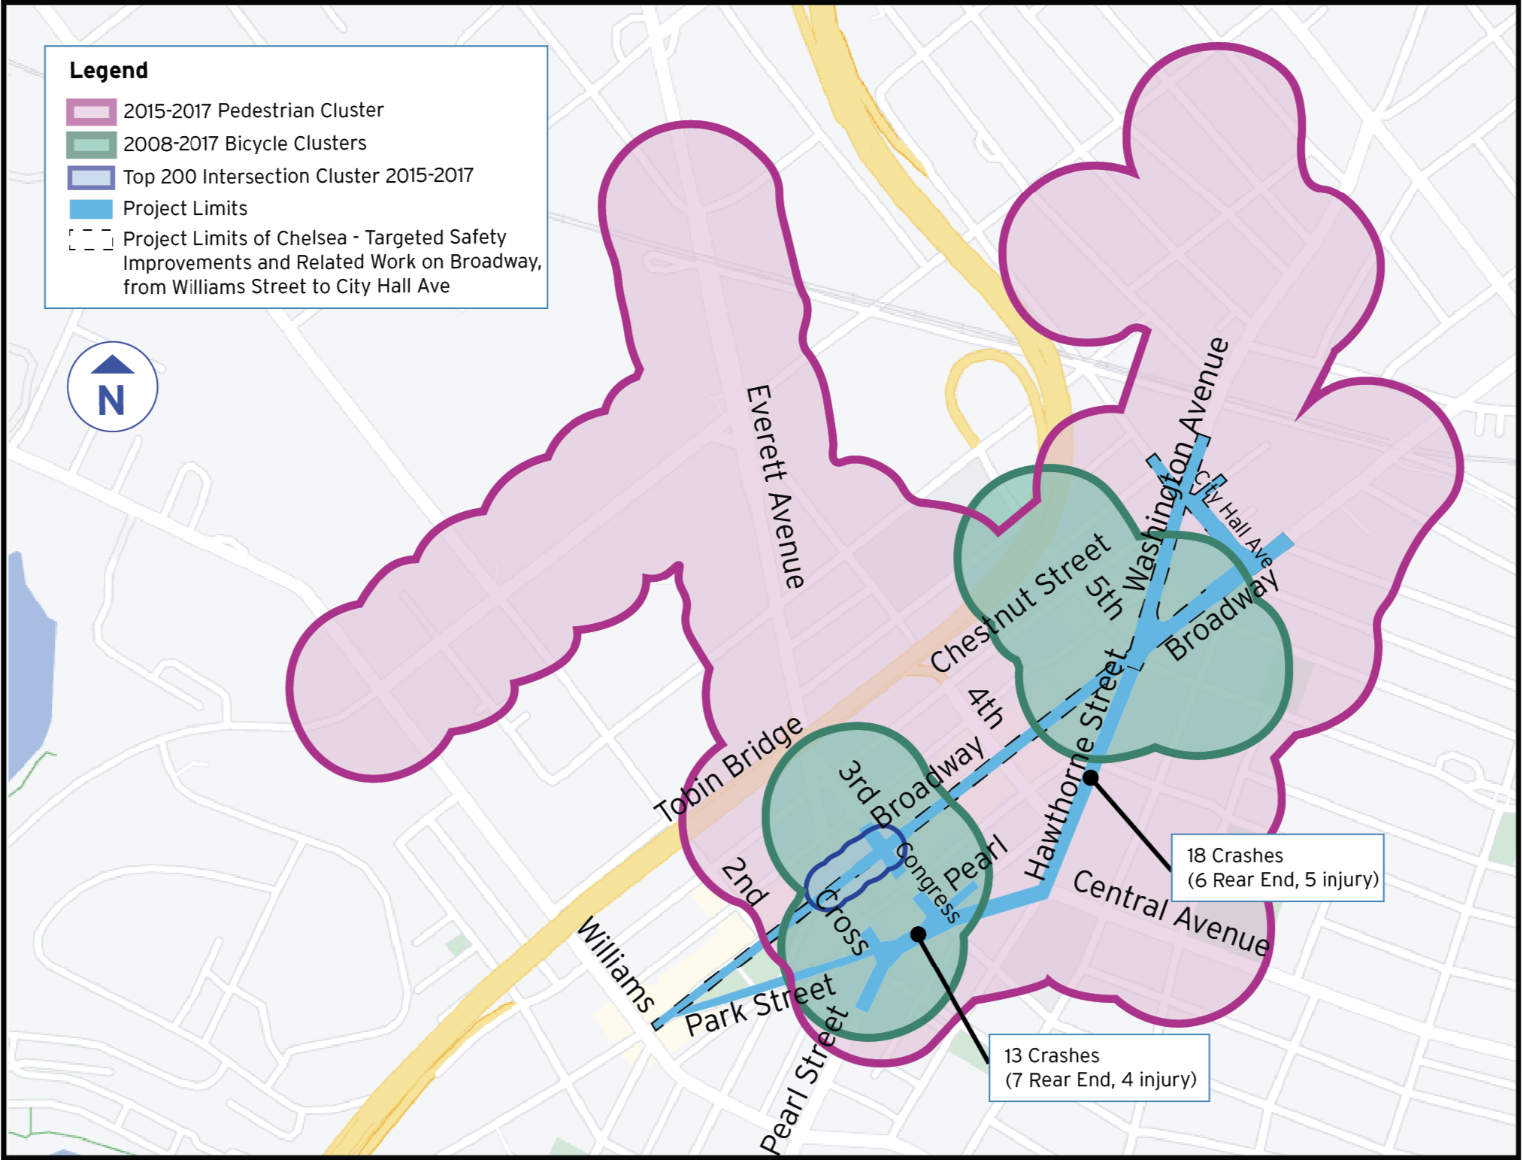 Legend
2015-2017 Pedestrian Cluster
2008-2017 Bicycle Clusters
Top 200 Intersection Cluster 2015-2017
Project Limits
Project Limits of Chelsea - Targeted Safety
Improvements and Related Work on Broadway,
from Williams Street to City Hall Ave
N
Everett Avenue
Washington Avenue
City Hall Ave
Chestnut Street
5th
Broadway
4th
Hawthorne Street
Tobin Bridge
3rd
Broadway
Congress
Pearl
2nd
Cross
Central Avenue
Williams
Park Street
Pearl Street
18 Crashes
(6 Rear End, 5 injury)
13 Crashes
(7 Rear End, 4 injury)